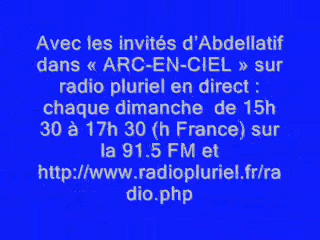 Avec les invités d’Abdellatif
dans « ARC-EN-CIEL » sur
radio pluriel en direct :
chaque dimanche  de 15h
30 à 17h 30 (h France) sur
la 91.5 FM et
http://www.radiopluriel.fr/ra
dio.php